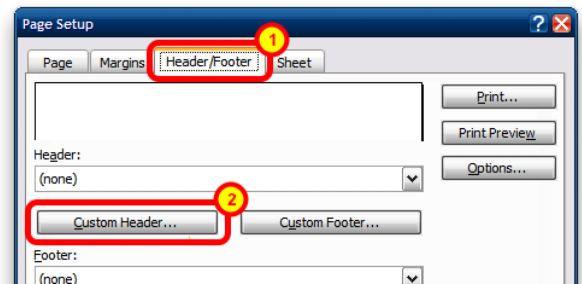 Page Setup
1
Page Margins Header/Footer Sheet
Print...
Print Preview
Header:
Options...
(none)
2
Custom Header... Custom Footer...
Footer:
(none)